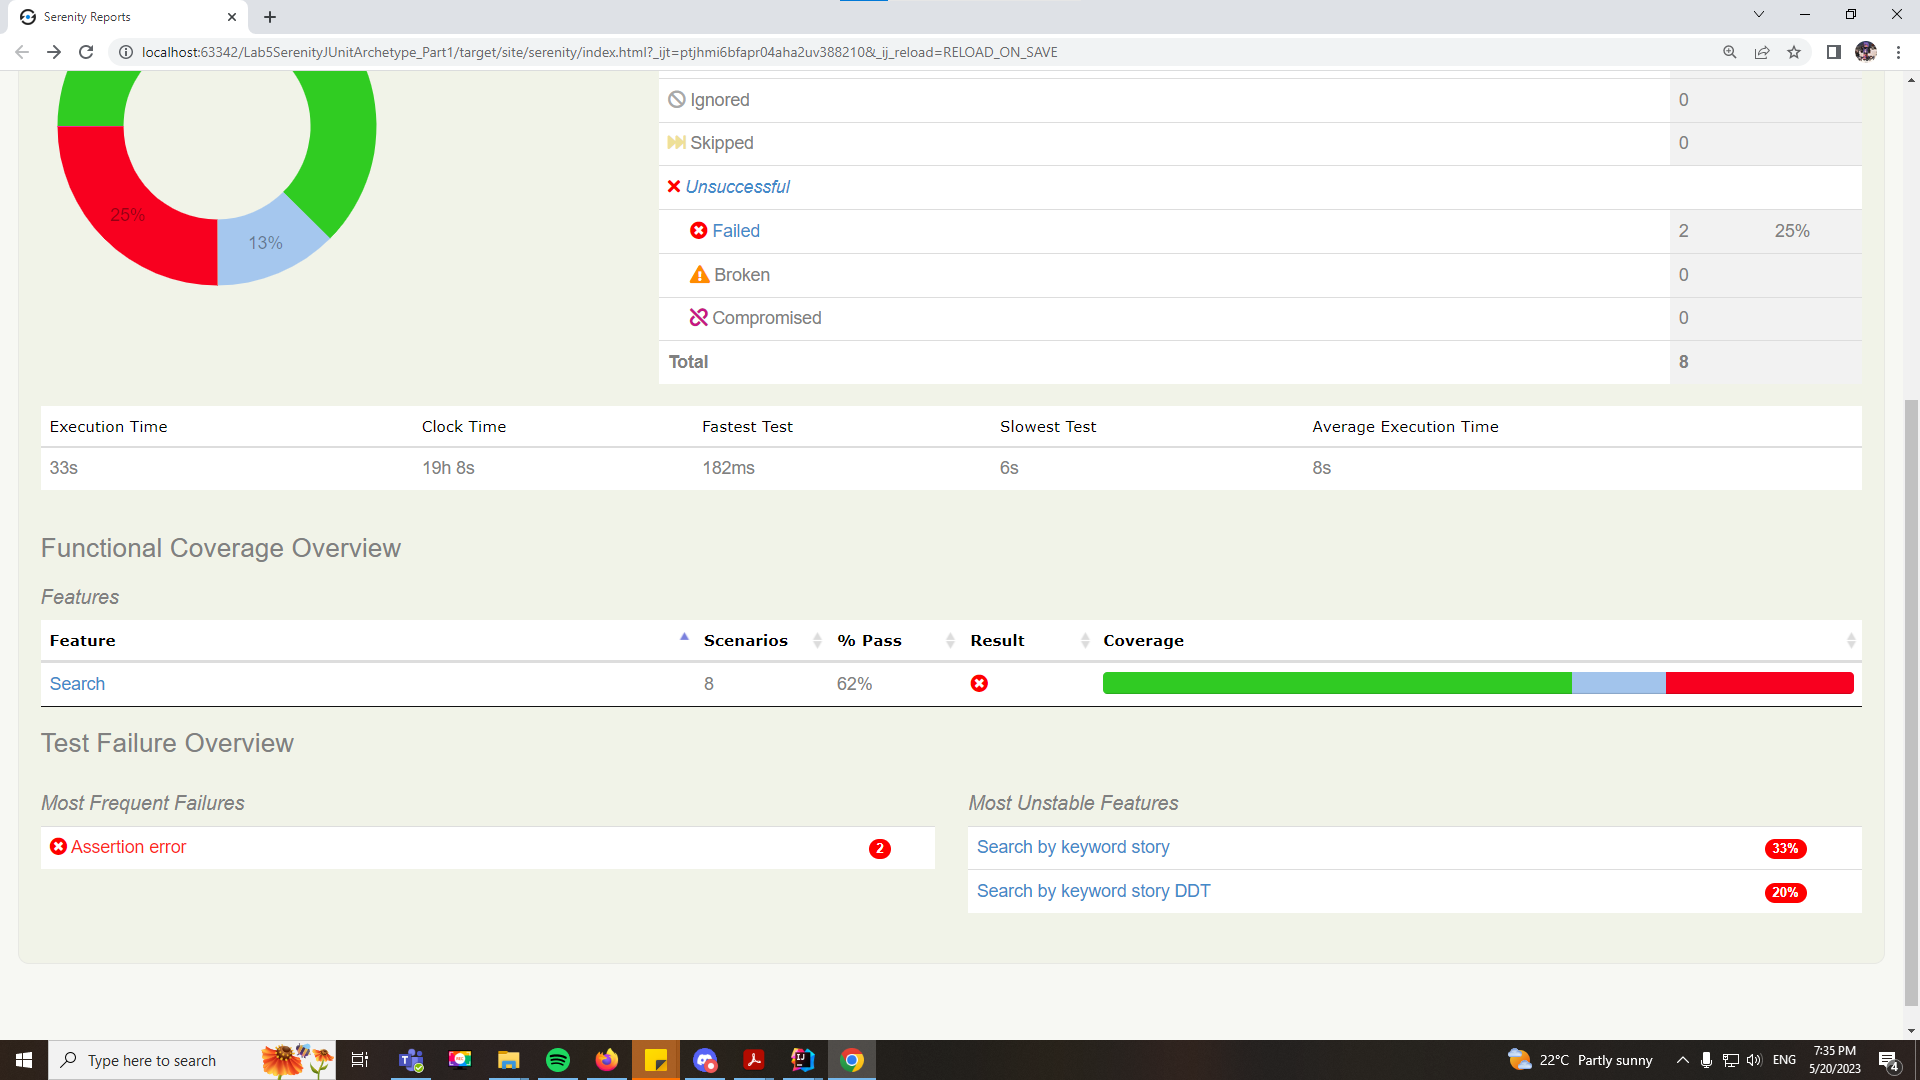 Serenity Reports
localhost:63342/Lab5SerenityJUnitArchetype_Part1/target/site/serenity/index.html?_ijt=ptjhmi6bfapr04aha2uv388210&_ij_reload=RELOAD_ON_SAVE
25%
13%
Ignored 0
Skipped 0
Unsuccessful
Failed 2 25%
Broken 0
Compromised 0
Total 8
Execution Time Clock Time Fastest Test Slowest Test Average Execution Time
33s 19h 8s 182ms 6s 8s
Functional Coverage Overview
Features
Feature Scenarios % Pass Result Coverage
Search 8 62%
Test Failure Overview
Most Frequent Failures
Assertion error 2
Most Unstable Features
Search by keyword story 33%
Search by keyword story DDT 20%
Type here to search
22°C Partly sunny
ENG
7:35 PM
5/20/2023
4